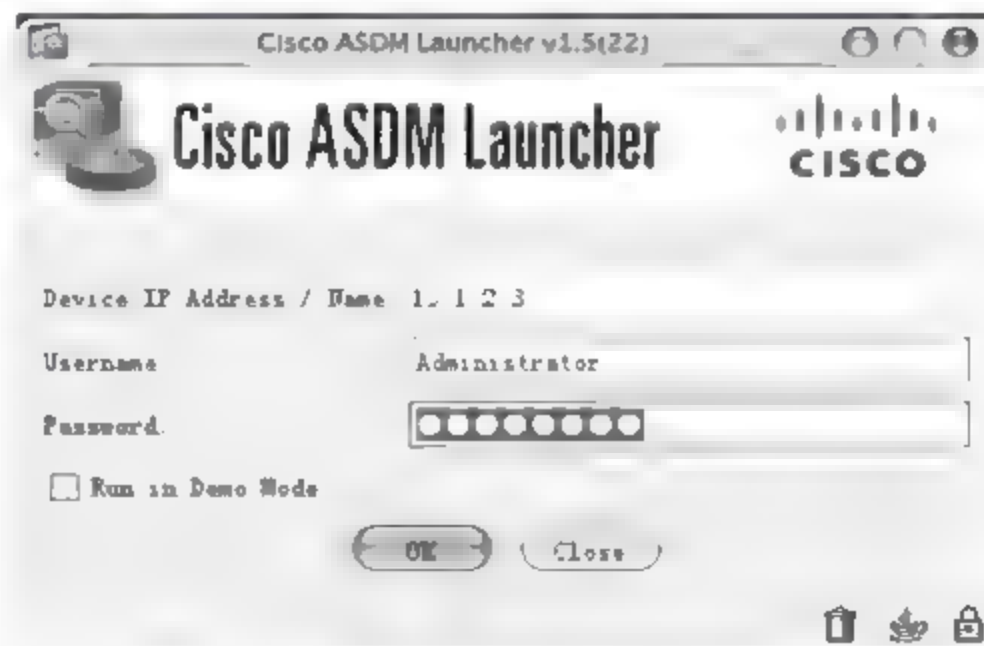 Cisco ASDM Launcher v1.5(22)
Cisco ASDM Launcher
CISCO
Device IP Address / Name
Username Administrator
Password
Run in Demo Mode
OK Close